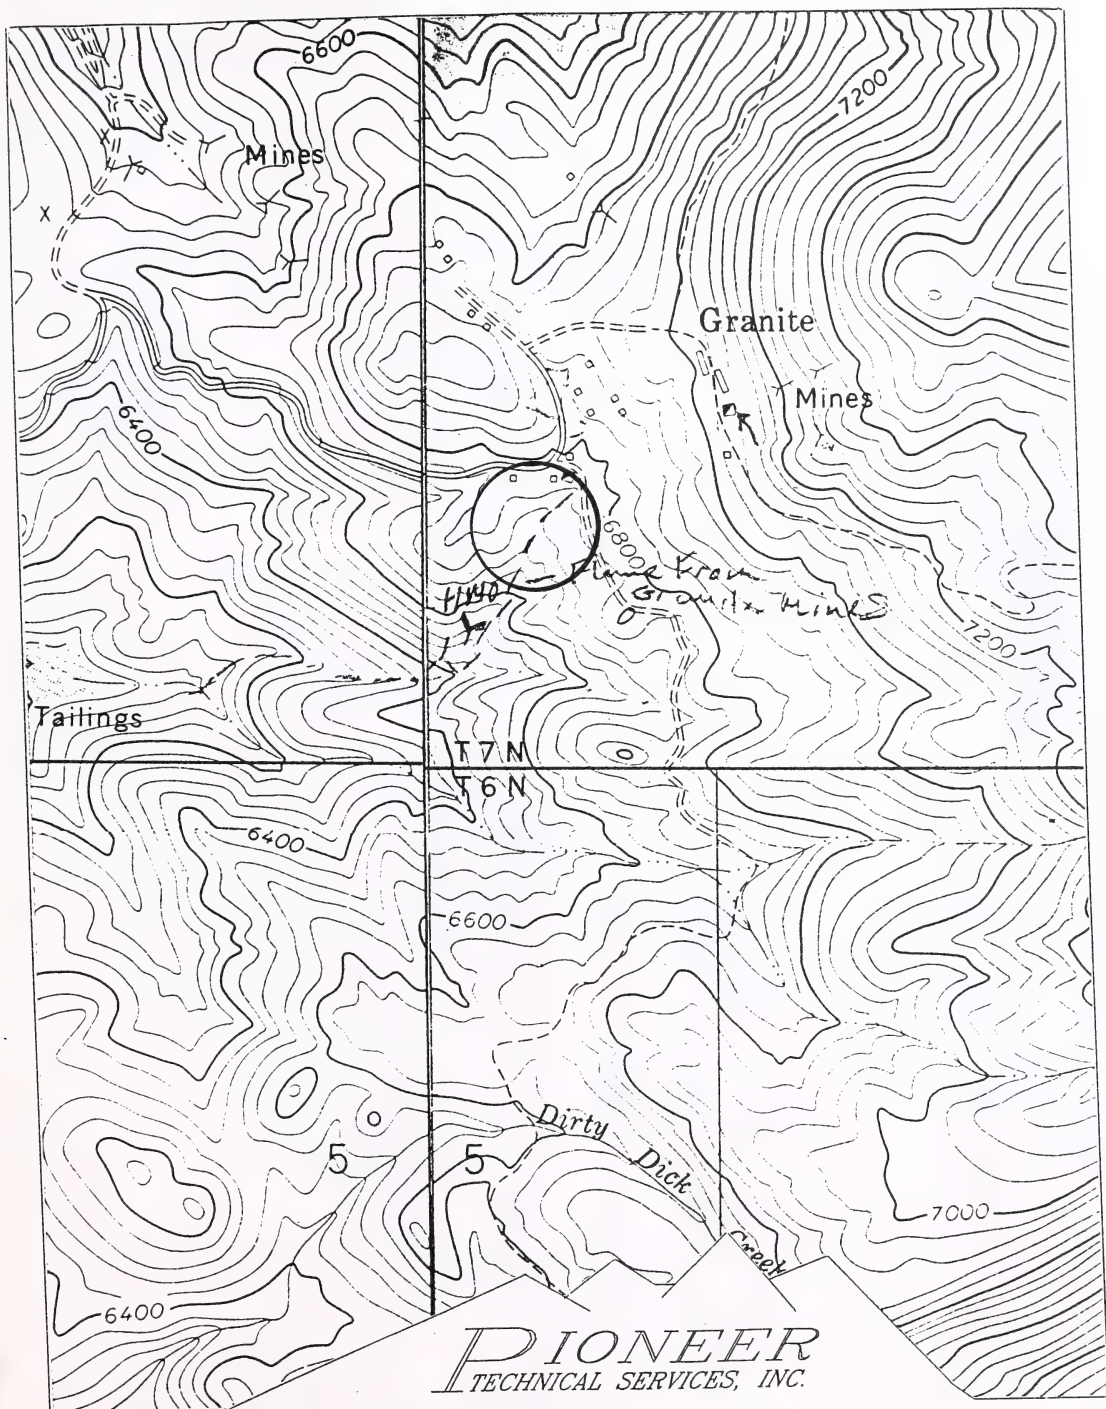 6600
7200
Mines
Granite
Mines
6400
6800
Flume From
Granite Mines
7200
Tailings
T7N
T6N
6400
6600
5
5
Dirty
Dick
Creek
7000
6400
PIONEER
TECHNICAL SERVICES, INC.